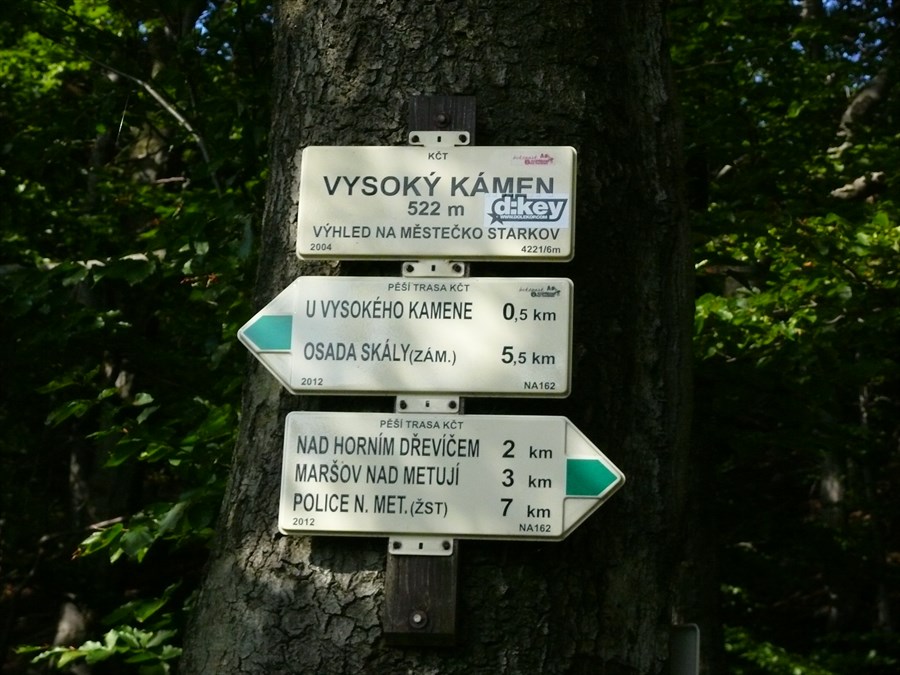 KČT
VYSOKÝ KÁMEN
522 m
d:key
VÝHLED NA MĚSTEČKO STÁRKOV
2004 4221/6m
PĚŠÍ TRASA KČT
U VYSOKÉHO KAMENE 0,5 km
OSADA SKÁLY(ZÁM.) 5,5 km
2012 NA162
PĚŠÍ TRASA KČT
NAD HORNÍM DŘEVÍČEM 2 km
MARŠOV NAD METUJÍ 3 km
POLICE N. MET.(ŽST) 7 km
2012 NA162